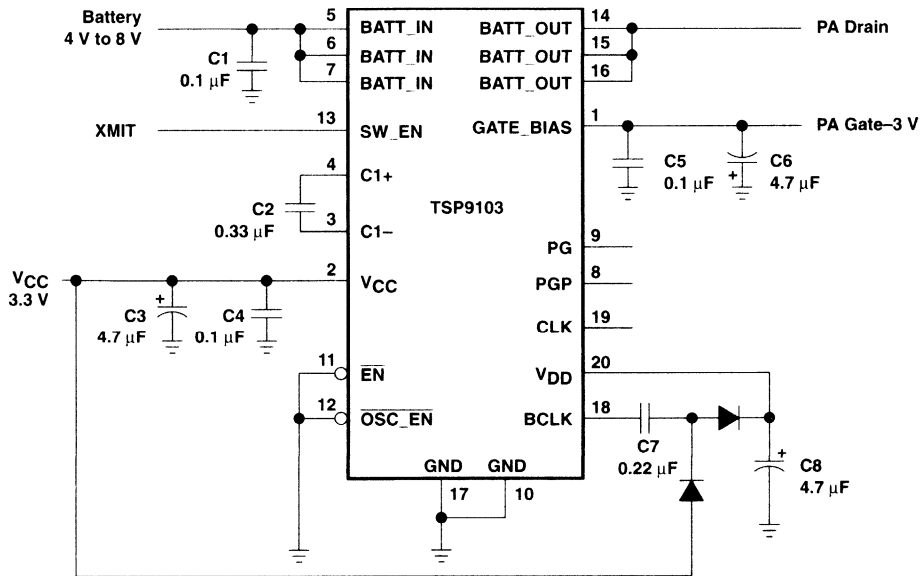 Battery
4 V to 8 V
C1
0.1 μF
5
BATT_IN
6
BATT_IN
7
BATT_IN
BATT_OUT
14
BATT_OUT
15
BATT_OUT
16
PA Drain
XMIT
13
SW_EN
GATE_BIAS
1
PA Gate–3 V
C5
0.1 μF
C6
+
4.7 μF
4
C1+
C2
0.33 μF
3
C1–
TSP9103
PG
9
PGP
8
CLK
19
VCC
3.3 V
2
VCC
+
C3
4.7 μF
C4
0.1 μF
11
EN
12
OSC_EN
VDD
20
BCLK
18
C7
0.22 μF
+
C8
4.7 μF
GND
GND
17
10